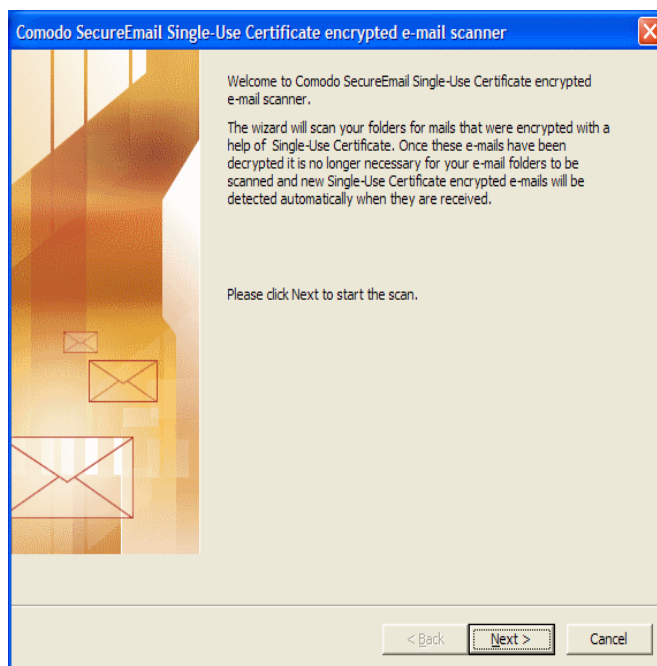 Comodo SecureEmail Single-Use Certificate encrypted e-mail scanner
Welcome to Comodo SecureEmail Single-Use Certificate encrypted
e-mail scanner.
The wizard will scan your folders for mails that were encrypted with a
help of Single-Use Certificate. Once these e-mails have been
decrypted it is no longer necessary for your e-mail folders to be
scanned and new Single-Use Certificate encrypted e-mails will be
detected automatically when they are received.
Please click Next to start the scan.
< Back Next > Cancel